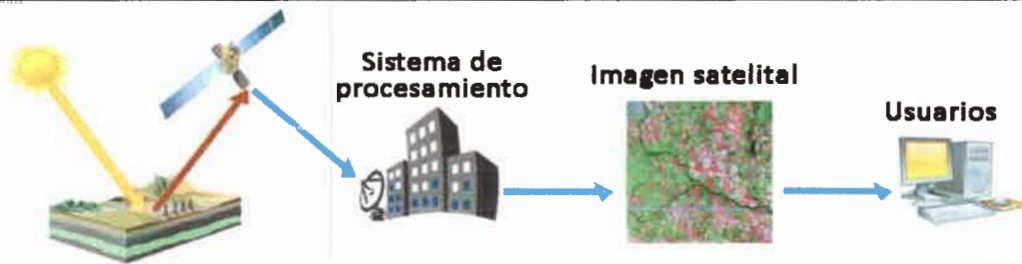 Sistema de
procesamiento
Imagen satelital
Usuarios